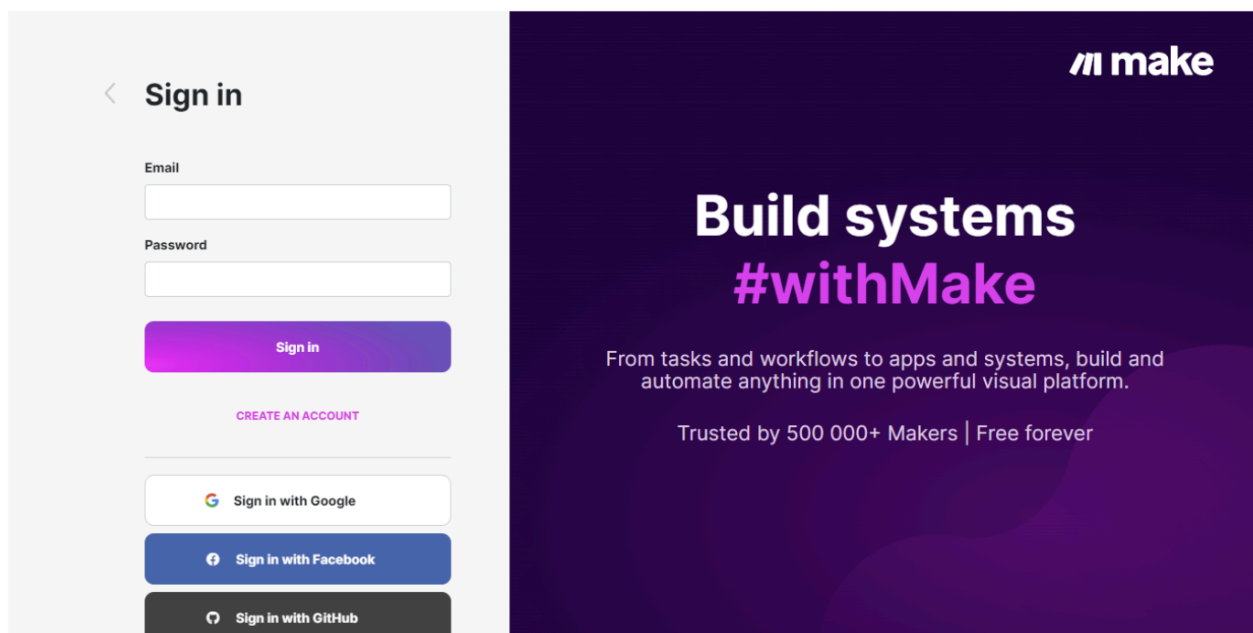 Sign in
Email
Password
Sign in
CREATE AN ACCOUNT
Sign in with Google
Sign in with Facebook
Sign in with GitHub
make
Build systems
#withMake
From tasks and workflows to apps and systems, build and
automate anything in one powerful visual platform.
Trusted by 500 000+ Makers | Free forever